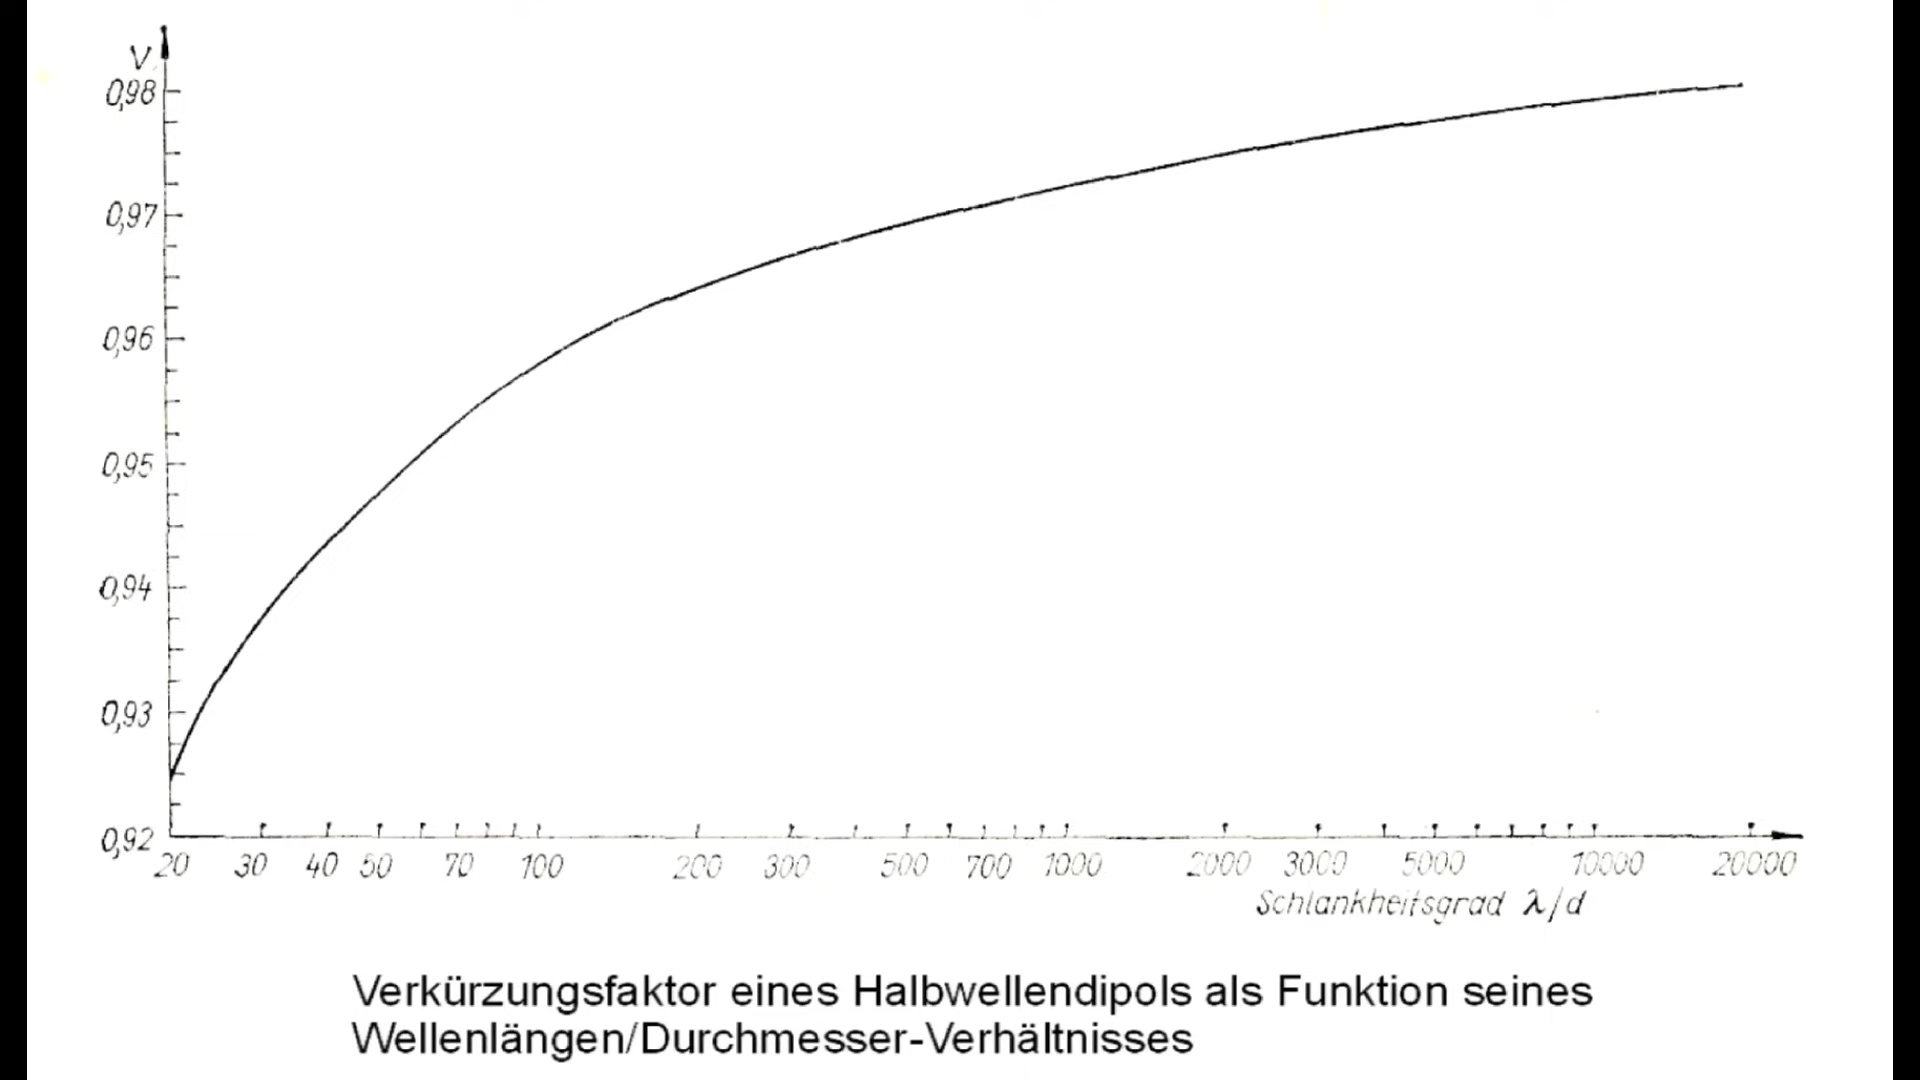 V
0,98
0,97
0,96
0,95
0,94
0,93
0,92
20 30 40 50 70 100 200 300 500 700 1000 2000 3000 5000 10000 20000
Schlankheitsgrad λ/d
Verkürzungsfaktor eines Halbwellendipols als Funktion seines
Wellenlängen/Durchmesser-Verhältnisses